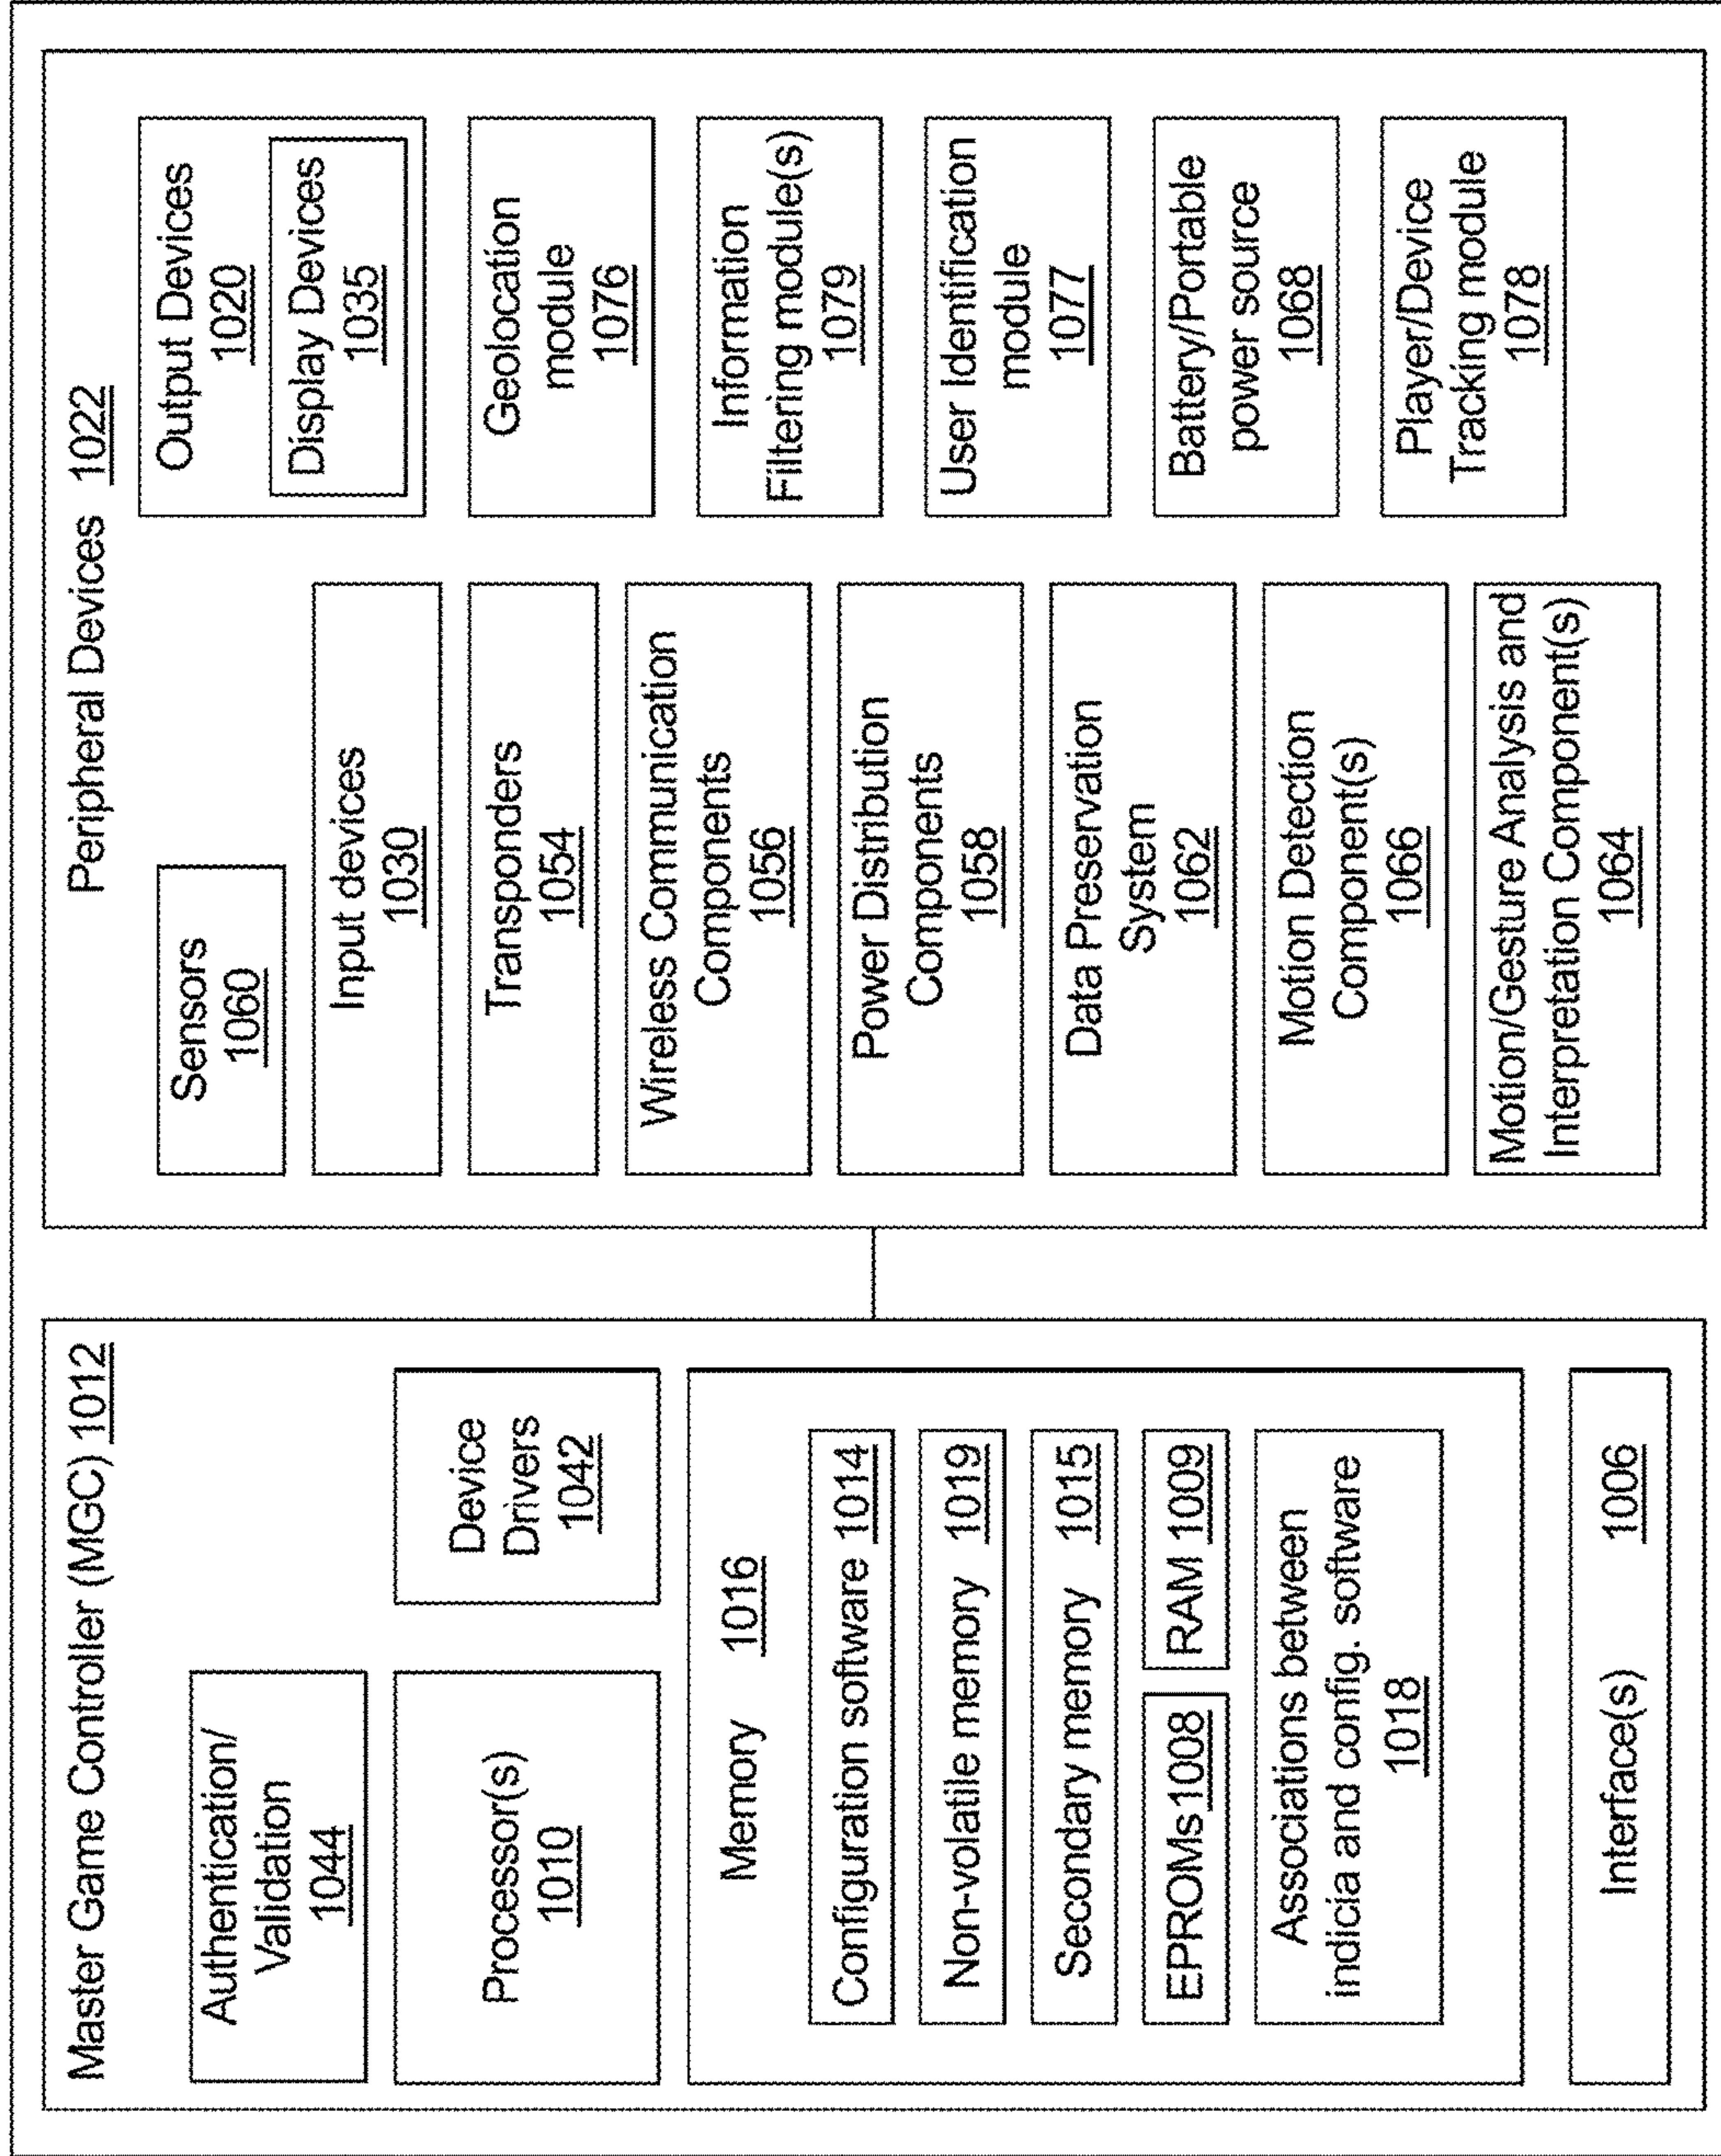 Master Game Controller (MGC) 1012
Authentication/
Validation
1044
Processor(s)
1010
Device
Drivers
1042
Memory 1016
Configuration software 1014
Non-volatile memory 1019
Secondary memory 1015
EPROMs1008
RAM 1009
Associations between
indicia and config. software
1018
Interface(s) 1006
Peripheral Devices 1022
Sensors
1060
Input devices
1030
Transponders
1054
Wireless Communication
Components
1056
Power Distribution
Components
1058
Data Preservation
System
1062
Motion Detection
Component(s)
1066
Motion/Gesture Analysis and
Interpretation Component(s)
1064
Output Devices
1020
Display Devices
1035
Geolocation
module
1076
Information
Filtering module(s)
1079
User Identification
module
1077
Battery/Portable
power source
1068
Player/Device
Tracking module
1078